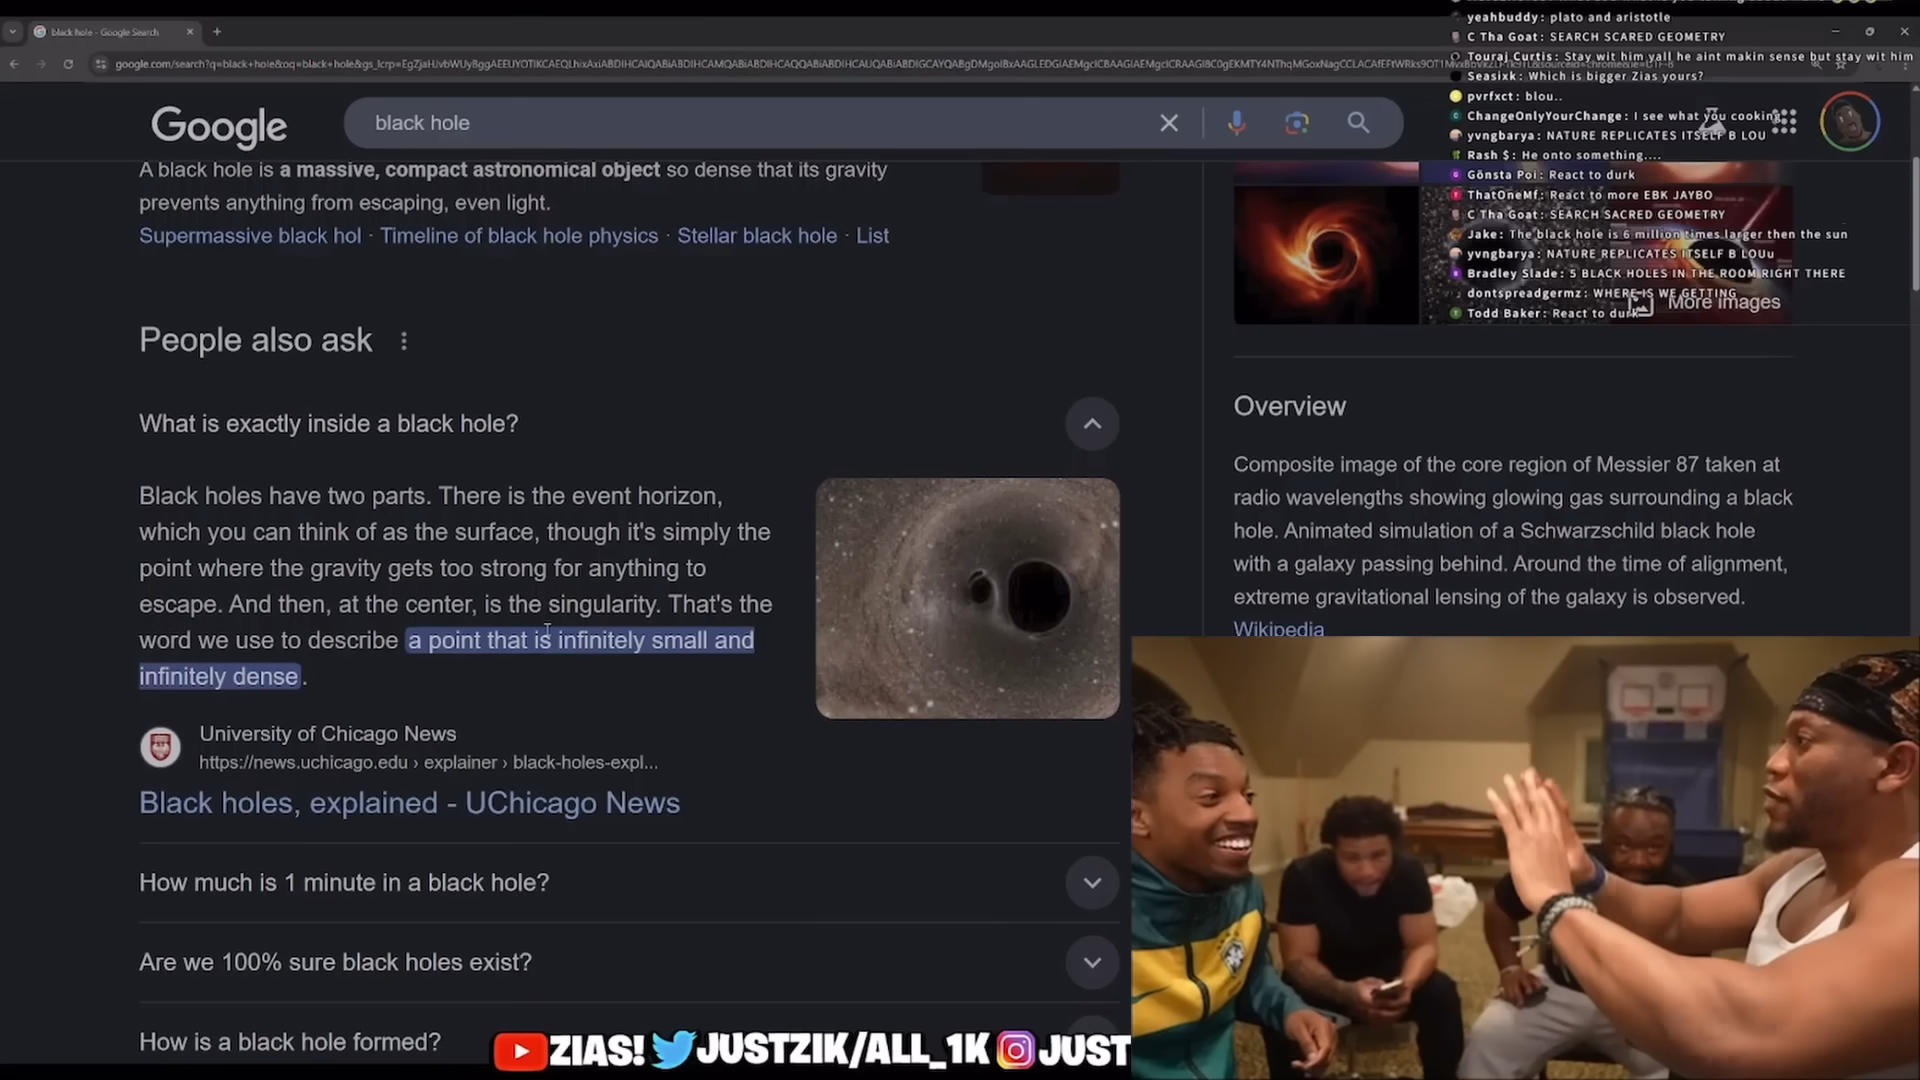 black hole - Google Search
yeahbuddy: plato and aristotle
C Tha Goat: SEARCH SCARED GEOMETRY
Touraj Curtis: Stay wit him yall he aint makin sense but stay wit him
Seasixk: Which is bigger Zias yours?
pvrfxct: blou..
ChangeOnlyYourChange: I see what you cooking
yvngbarya: NATURE REPLICATES ITSELF B LOU
Rash $: He onto something....
Gönsta Poi: React to durk
ThatOneMf: React to more EBK JAYBO
C Tha Goat: SEARCH SACRED GEOMETRY
Jake: The black hole is 6 million times larger then the sun
yvngbarya: NATURE REPLICATES ITSELF B LOUu
Bradley Slade: 5 BLACK HOLES IN THE ROOM RIGHT THERE
dontspreadgermz: WHERE IS WE GETTING
Todd Baker: React to durk
More images
Google
black hole
A black hole is a massive, compact astronomical object so dense that its gravity
prevents anything from escaping, even light.
Supermassive black hol · Timeline of black hole physics · Stellar black hole · List
People also ask
What is exactly inside a black hole?
Black holes have two parts. There is the event horizon,
which you can think of as the surface, though it's simply the
point where the gravity gets too strong for anything to
escape. And then, at the center, is the singularity. That's the
word we use to describe a point that is infinitely small and
infinitely dense.
University of Chicago News
https://news.uchicago.edu › explainer › black-holes-expl...
Black holes, explained - UChicago News
How much is 1 minute in a black hole?
Are we 100% sure black holes exist?
How is a black hole formed?
Overview
Composite image of the core region of Messier 87 taken at
radio wavelengths showing glowing gas surrounding a black
hole. Animated simulation of a Schwarzschild black hole
with a galaxy passing behind. Around the time of alignment,
extreme gravitational lensing of the galaxy is observed.
Wikipedia
ZIAS! JUSTZIK/ALL_1K JUST